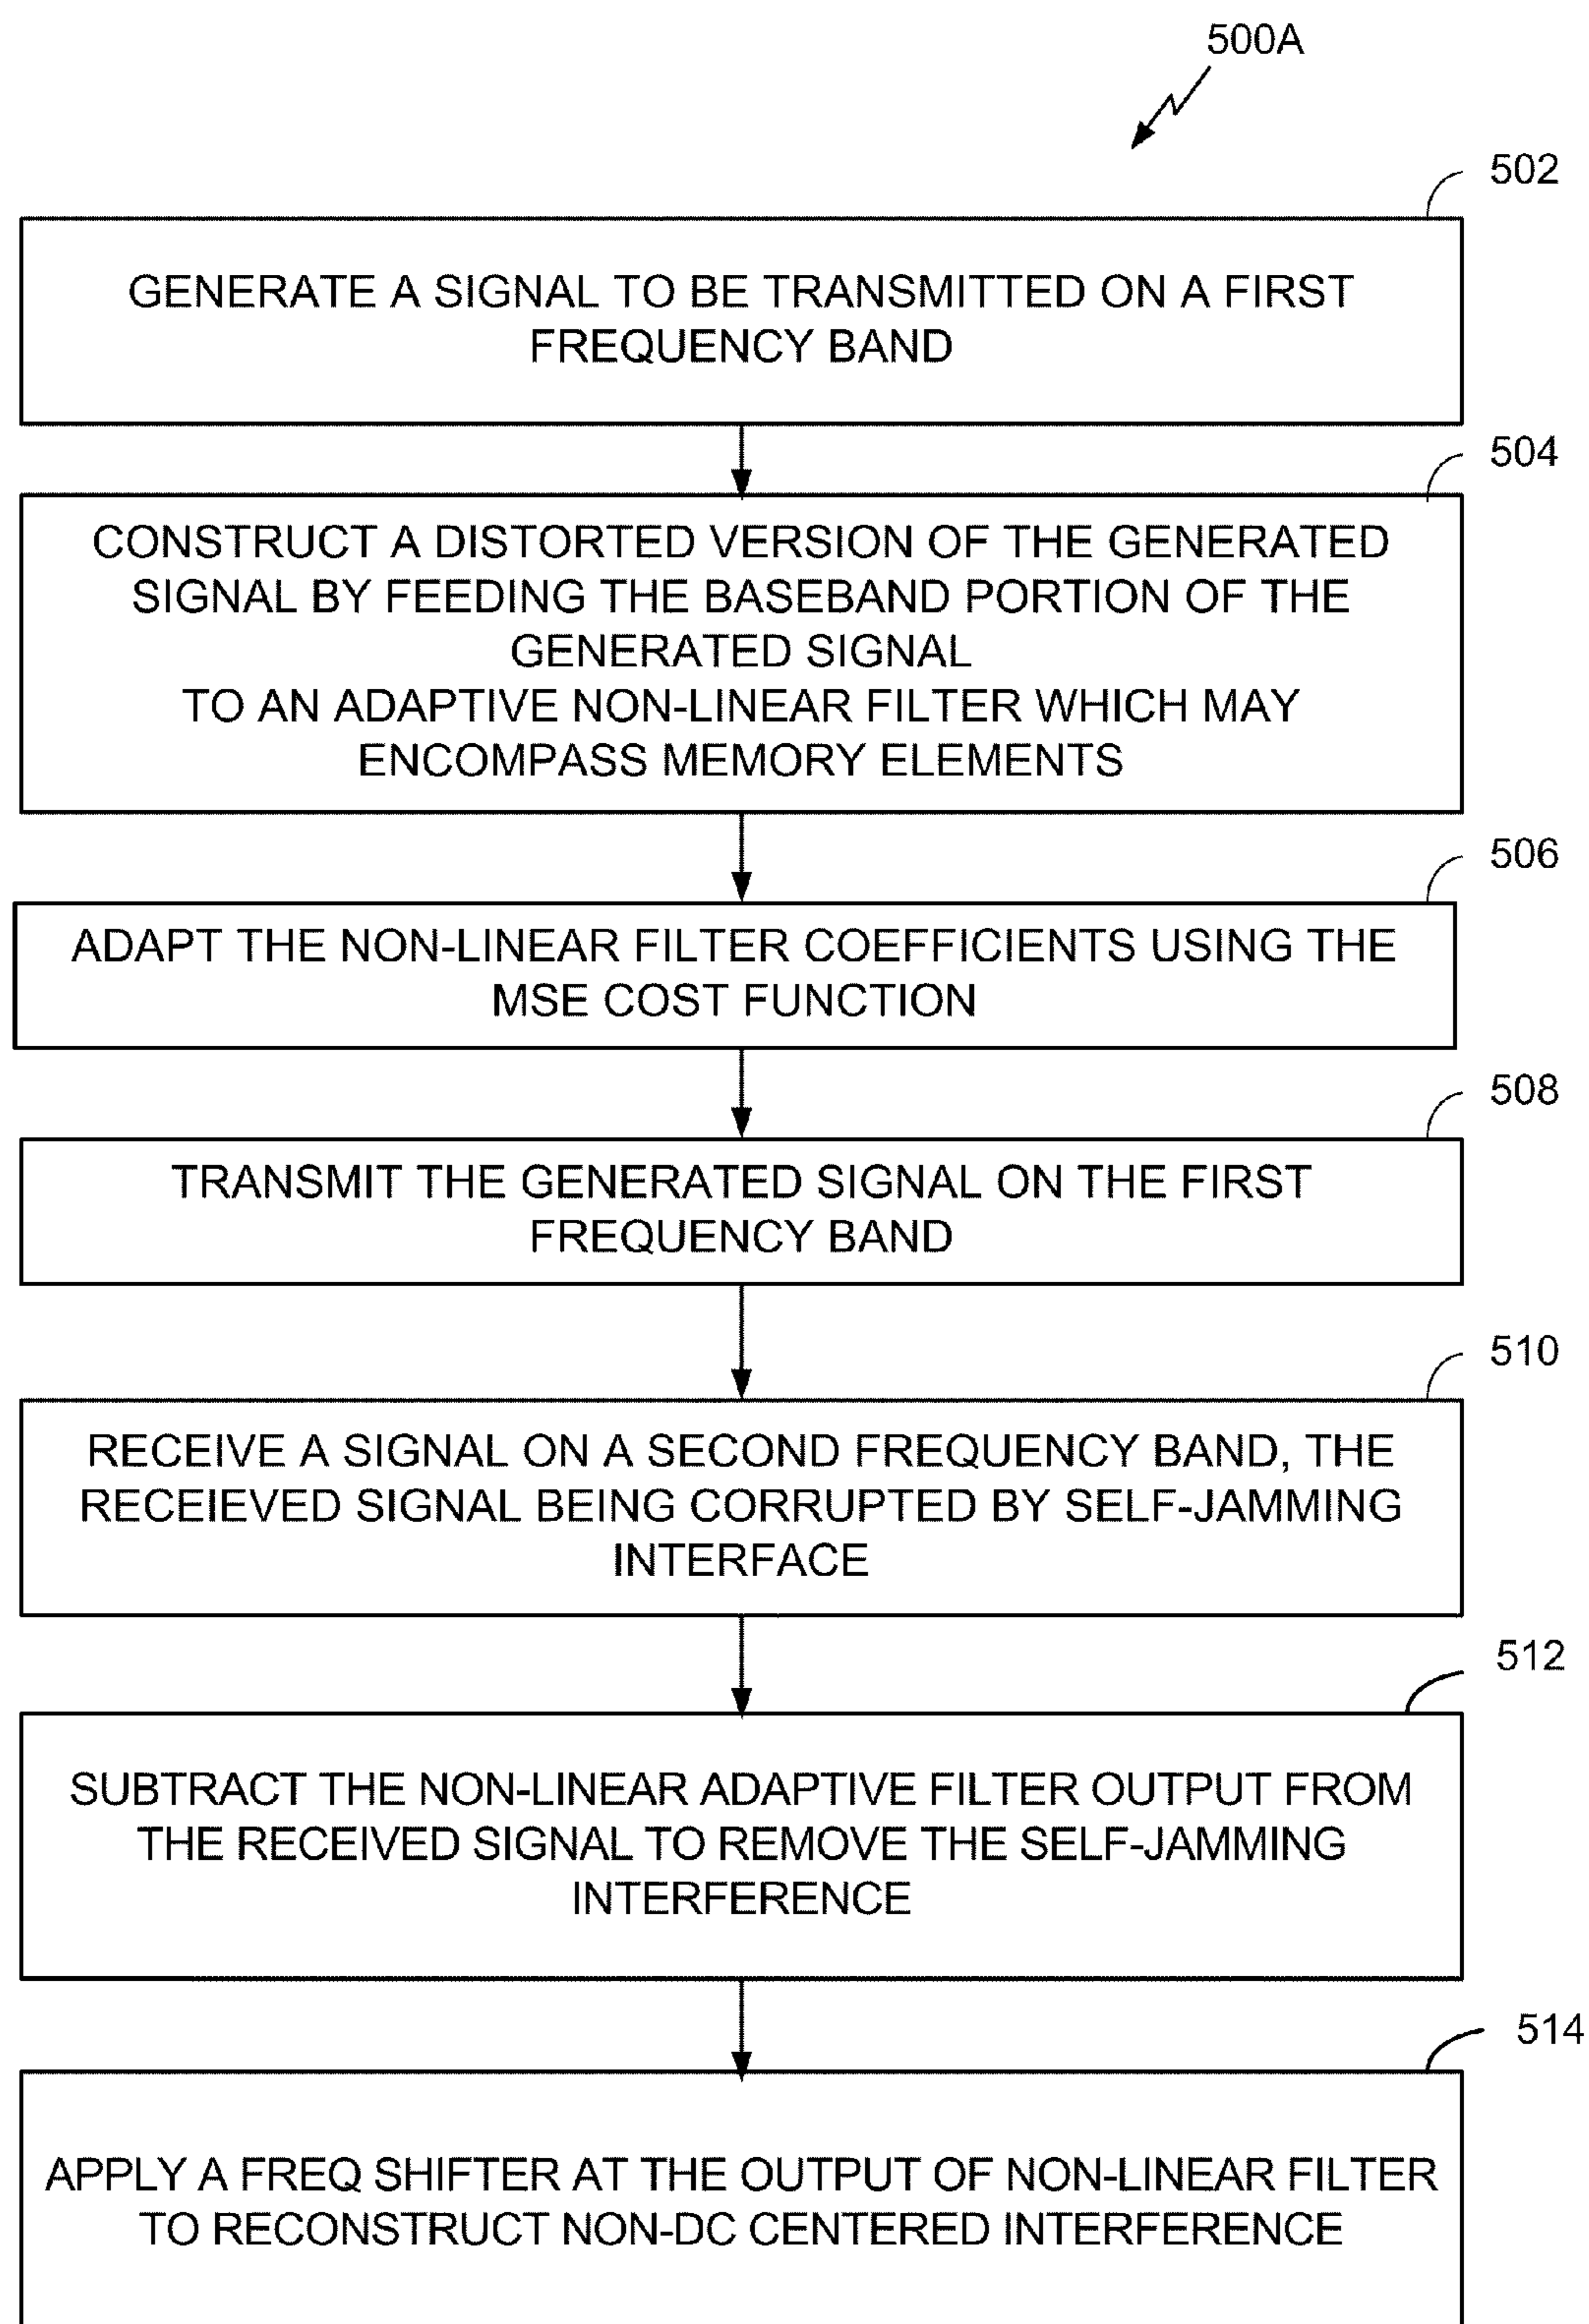 500A
502
GENERATE A SIGNAL TO BE TRANSMITTED ON A FIRST
FREQUENCY BAND
504
CONSTRUCT A DISTORTED VERSION OF THE GENERATED
SIGNAL BY FEEDING THE BASEBAND PORTION OF THE
GENERATED SIGNAL
TO AN ADAPTIVE NON-LINEAR FILTER WHICH MAY
ENCOMPASS MEMORY ELEMENTS
506
ADAPT THE NON-LINEAR FILTER COEFFICIENTS USING THE
MSE COST FUNCTION
508
TRANSMIT THE GENERATED SIGNAL ON THE FIRST
FREQUENCY BAND
510
RECEIVE A SIGNAL ON A SECOND FREQUENCY BAND, THE
RECEIEVED SIGNAL BEING CORRUPTED BY SELF-JAMMING
INTERFACE
512
SUBTRACT THE NON-LINEAR ADAPTIVE FILTER OUTPUT FROM
THE RECEIVED SIGNAL TO REMOVE THE SELF-JAMMING
INTERFERENCE
514
APPLY A FREQ SHIFTER AT THE OUTPUT OF NON-LINEAR FILTER
TO RECONSTRUCT NON-DC CENTERED INTERFERENCE